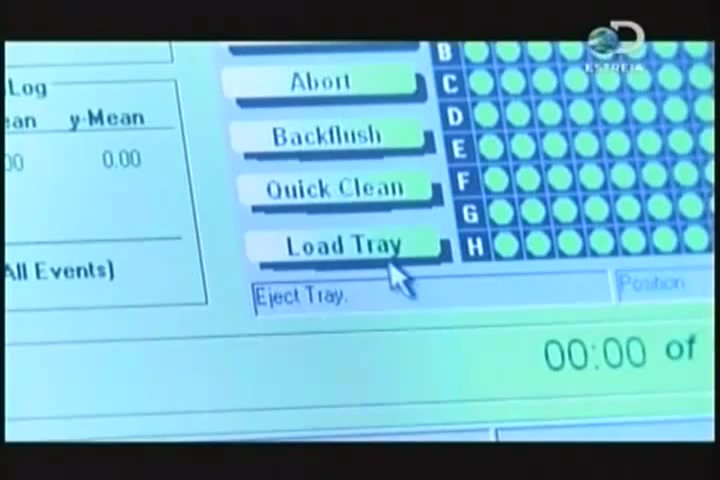 D
ESTREIA
Log
y-Mean
00
0.00
All Events)
Abort
Backflush
Quick Clean
Load Tray
Eject Tray.
Position
B
C
D
E
F
G
H
00:00 of